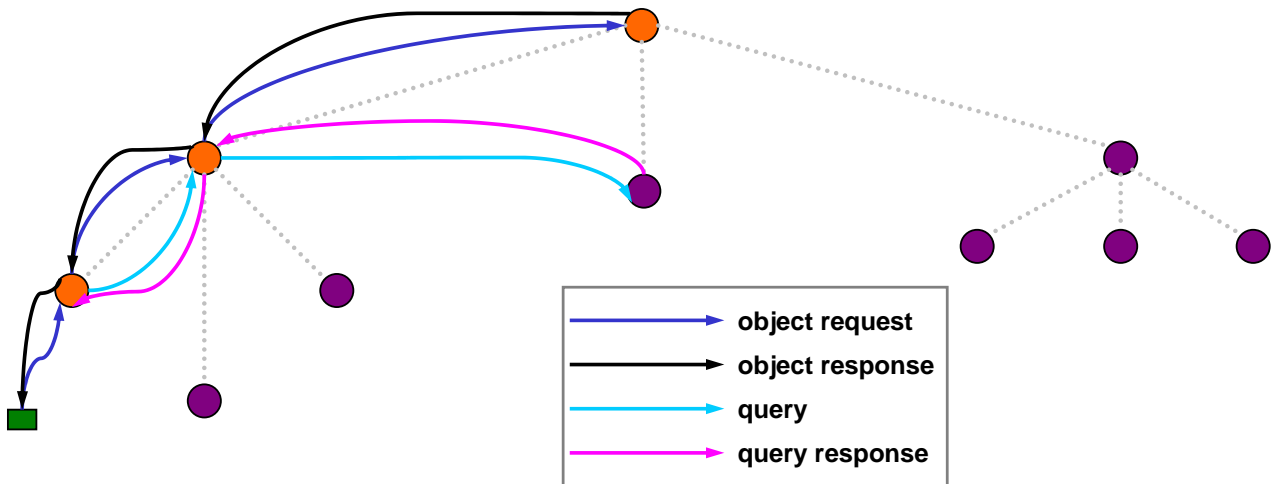 object request
object response
query
query response